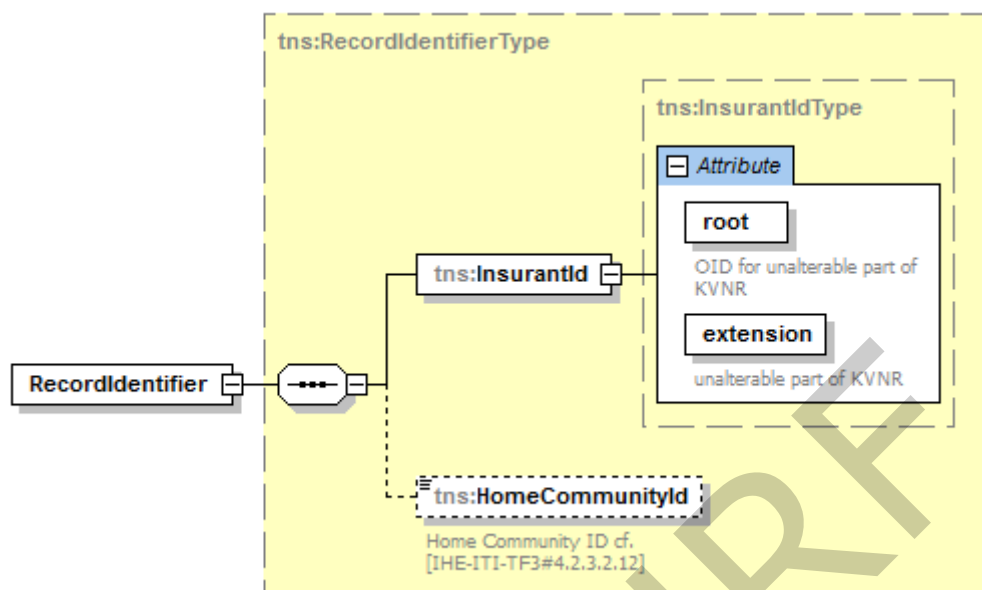 tns:RecordIdentifierType
tns:InsurantIdType
Attribute
root
OID for unalterable part of
KVNR
tns:InsurantId
extension
unalterable part of KVNR
RecordIdentifier
tns:HomeCommunityId
Home Community ID cf.
[IHE-ITI-TF3#4.2.3.2.12]